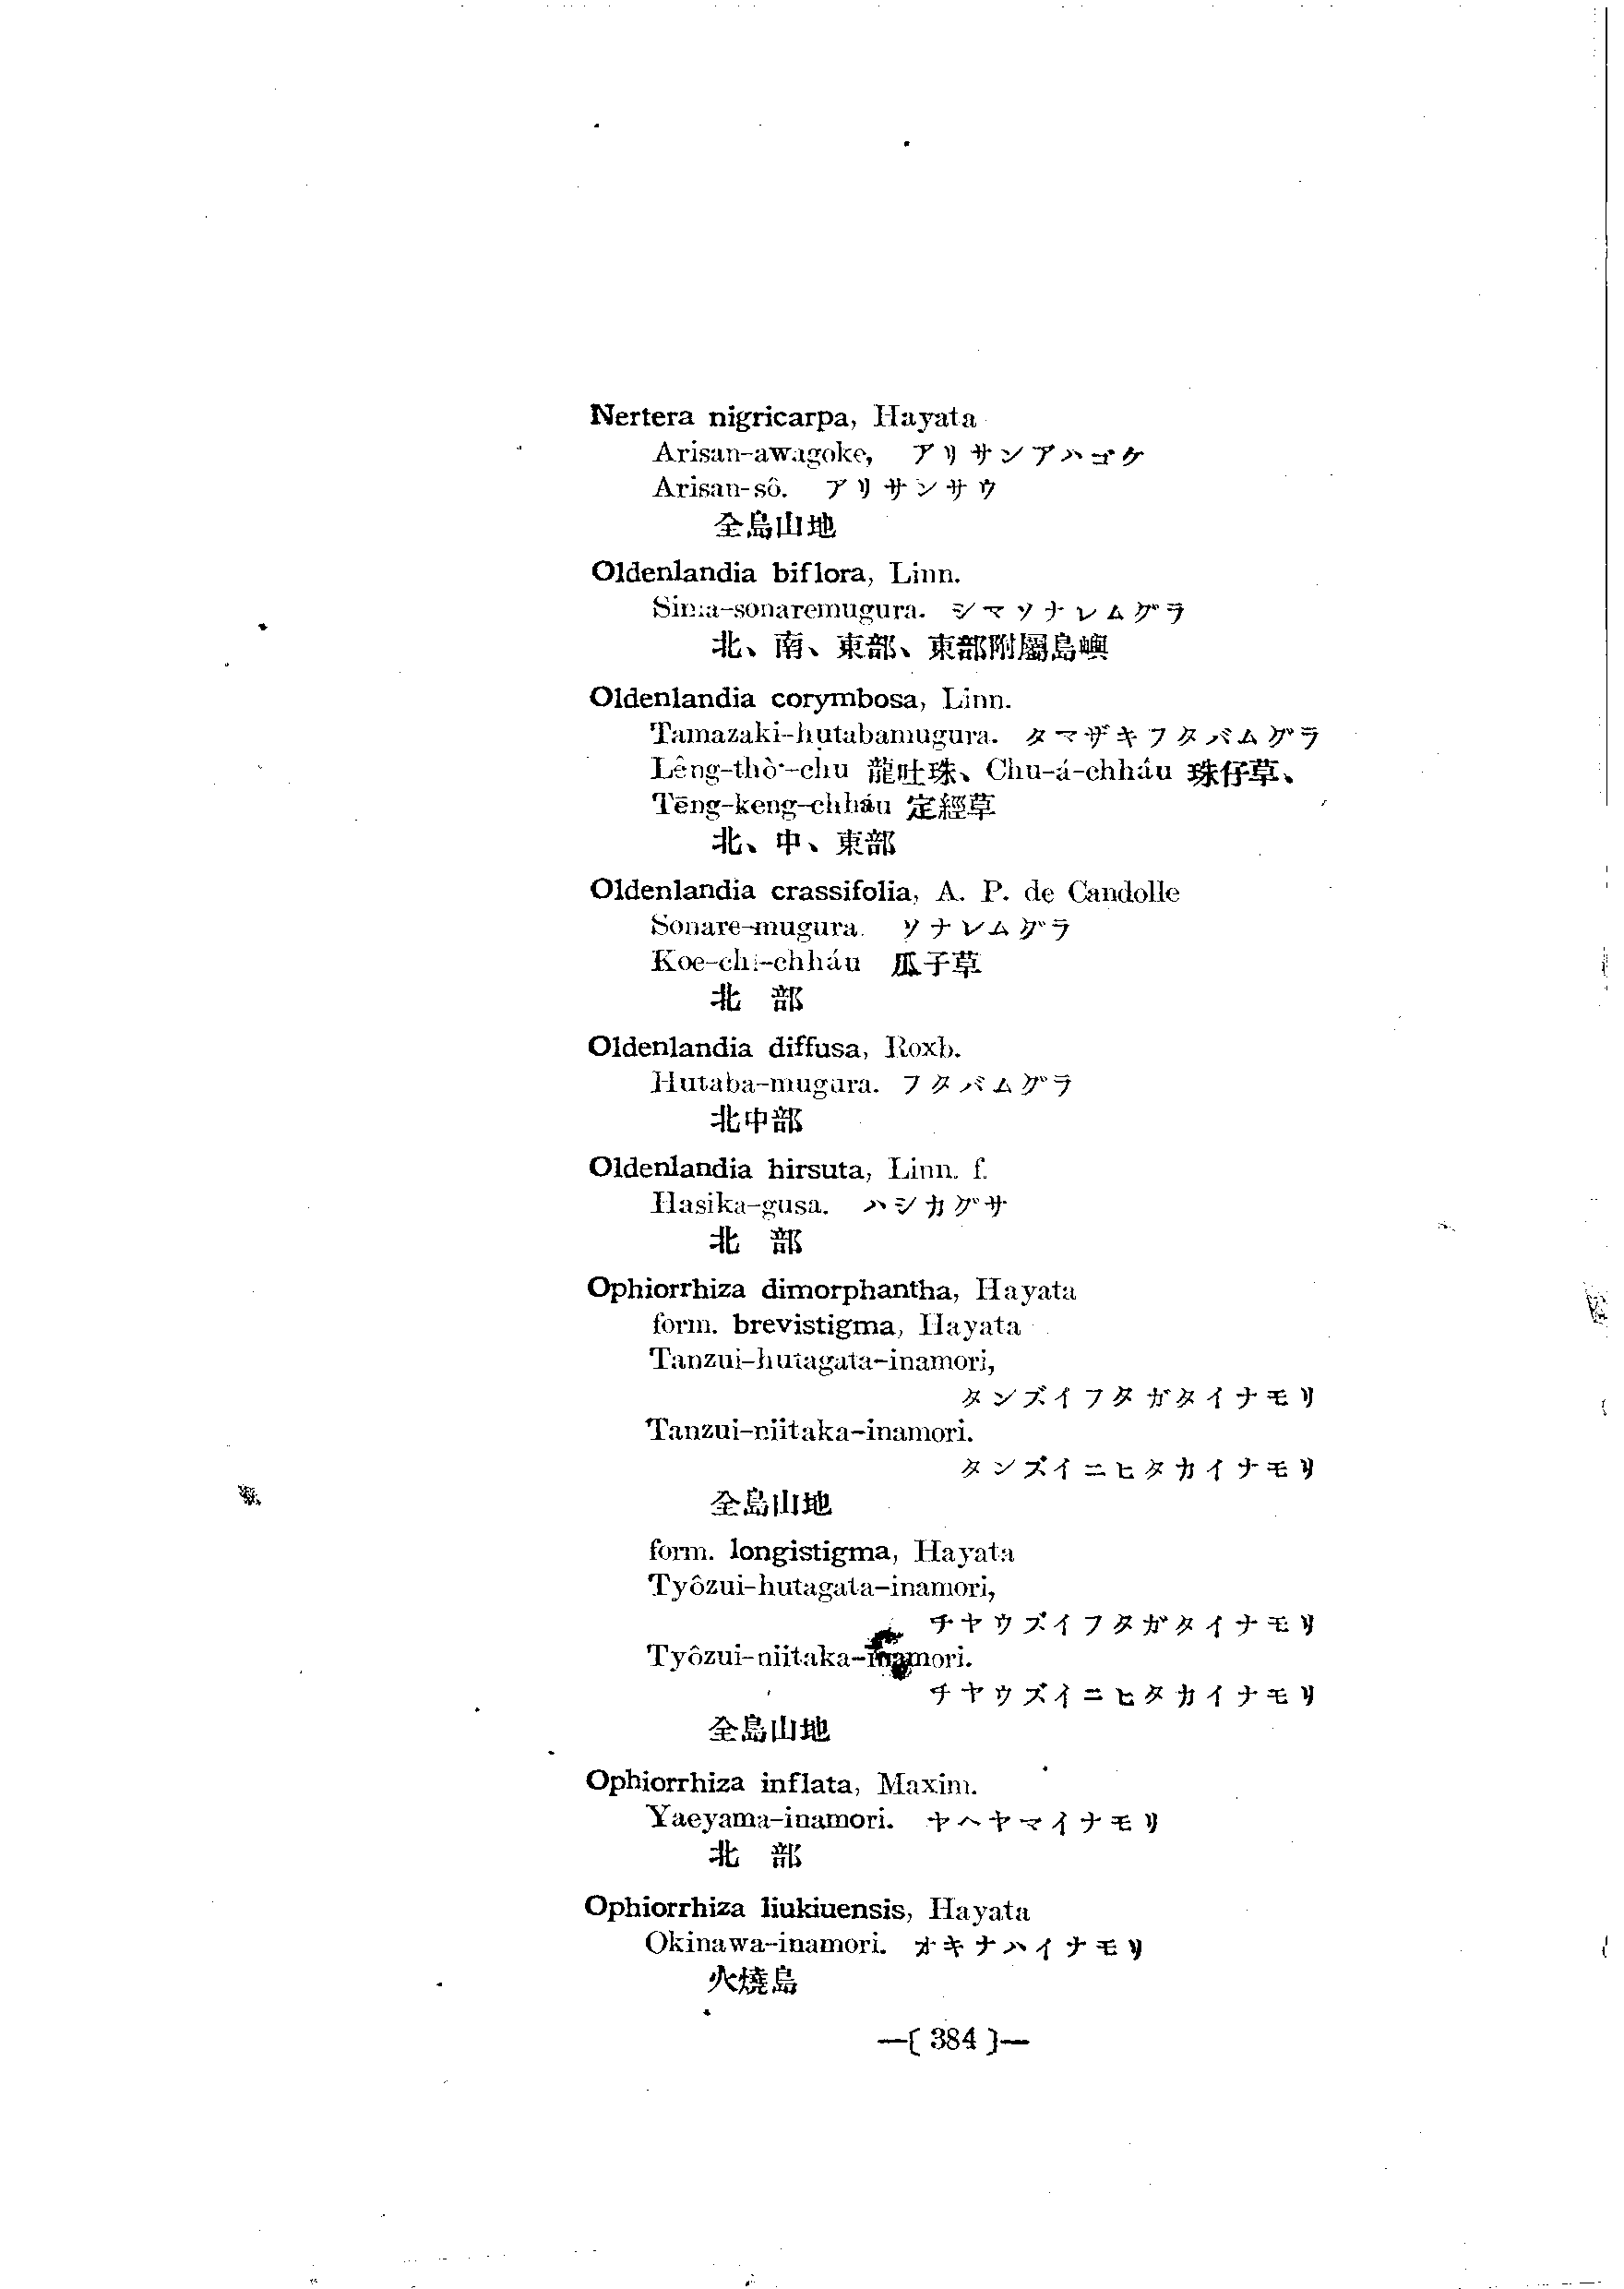 Nertera nigricarpa, Hayata
Arisan-awagoke, アリサンアハゴケ
Arisan-sô. アリサンサウ
全島山地
Oldenlandia biflora, Linn.
Sima-sonaremugura. シマソナレムグラ
北、南、東部、東部附屬島嶼
Oldenlandia corymbosa, Linn.
Tamazaki-hutabamugura. タマザキフタバムグラ
Lêng-thò͘-chu 龍吐珠、Chu-á-chháu 珠仔草、
Tēng-keng-chháu 定經草
北、中、東部
Oldenlandia crassifolia, A. P. de Candolle
Sonare-mugura. ソナレムグラ
Koe-chí-chháu 瓜子草
北 部
Oldenlandia diffusa, Roxb.
Hutaba-mugura. フタバムグラ
北中部
Oldenlandia hirsuta, Linn. f.
Hasika-gusa. ハシカグサ
北 部
Ophiorrhiza dimorphantha, Hayata
form. brevistigma, Hayata
Tanzui-hutagata-inamori,
タンズイフタガタイナモリ
Tanzui-niitaka-inamori.
タンズイニヒタカイナモリ
全島山地
form. longistigma, Hayata
Tyôzui-hutagata-inamori,
チヤウズイフタガタイナモリ
Tyôzui-niitaka-inamori.
チヤウズイニヒタカイナモリ
全島山地
Ophiorrhiza inflata, Maxim.
Yaeyama-inamori. ヤヘヤマイナモリ
北 部
Ophiorrhiza liukiuensis, Hayata
Okinawa-inamori. オキナハイナモリ
火燒島
—( 384 )—